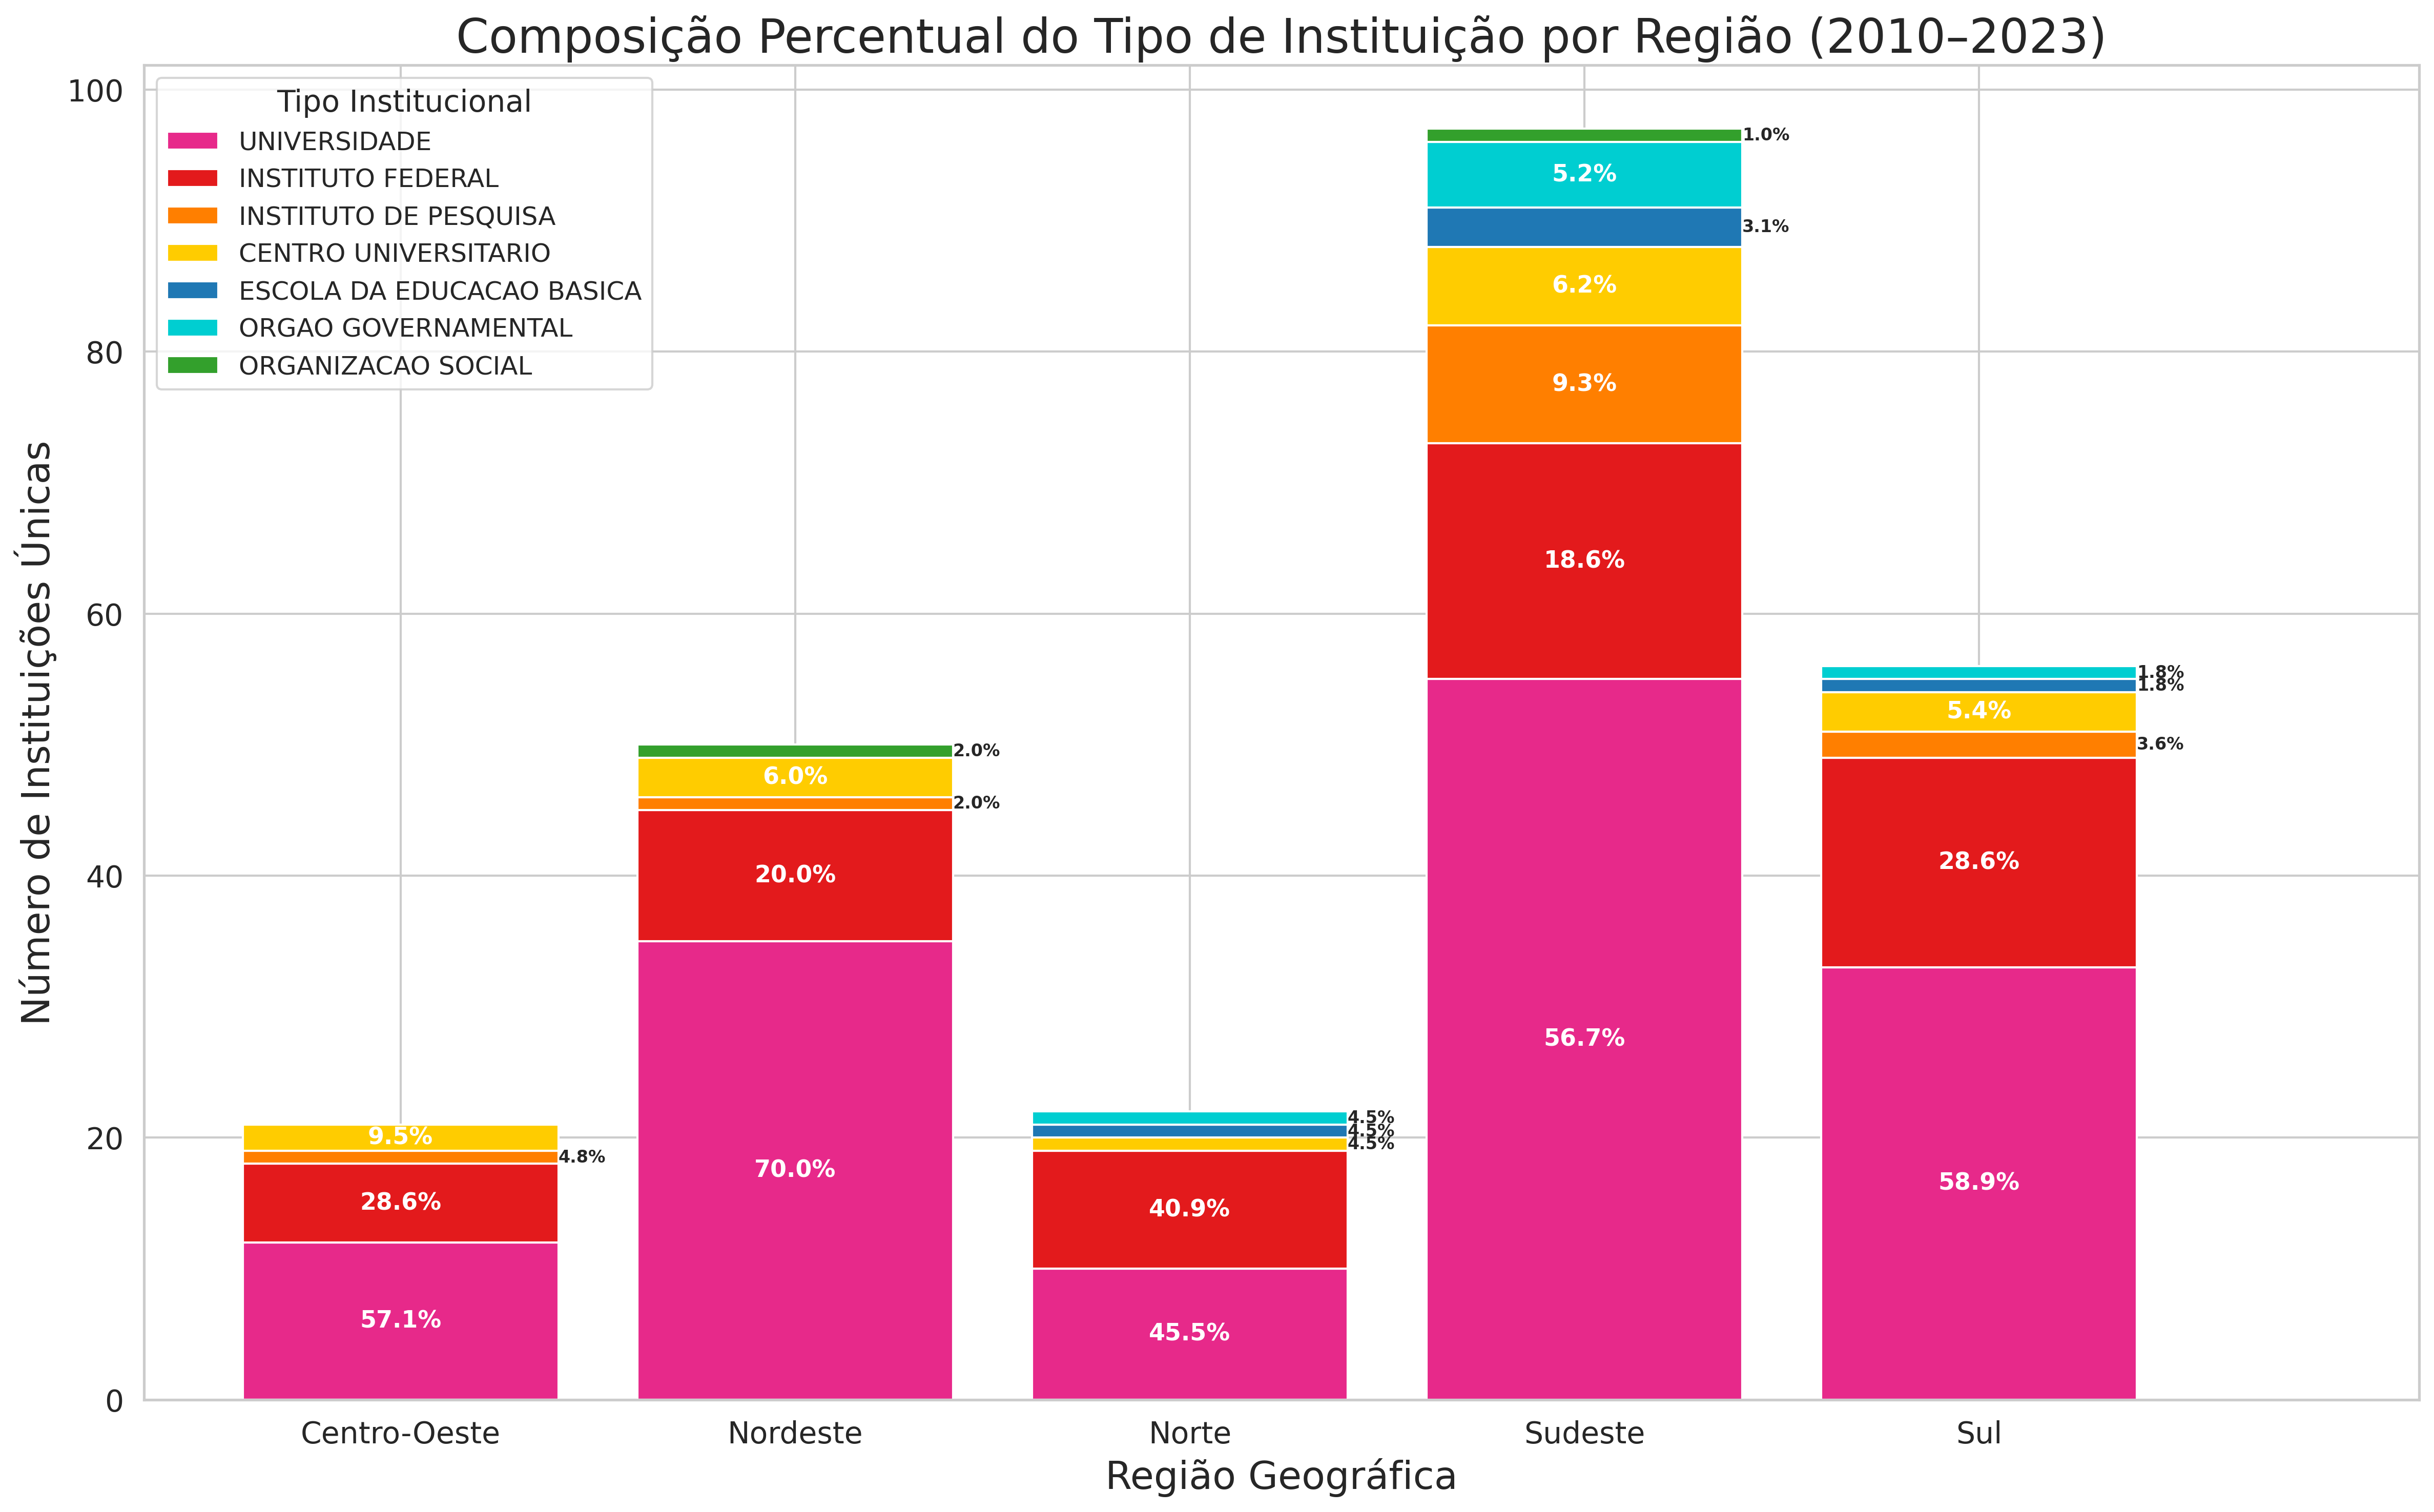 Composição Percentual do Tipo de Instituição por Região (2010–2023)
100
80
60
40
20
0
Número de Instituições Únicas
Tipo Institucional
UNIVERSIDADE
INSTITUTO FEDERAL
INSTITUTO DE PESQUISA
CENTRO UNIVERSITARIO
ESCOLA DA EDUCACAO BASICA
ORGAO GOVERNAMENTAL
ORGANIZACAO SOCIAL
9.5%
4.8%
28.6%
57.1%
2.0%
6.0%
2.0%
20.0%
70.0%
4.5%
4.5%
4.5%
40.9%
45.5%
1.0%
5.2%
3.1%
6.2%
9.3%
18.6%
56.7%
1.8%
1.8%
5.4%
3.6%
28.6%
58.9%
Centro-Oeste
Nordeste
Norte
Sudeste
Sul
Região Geográfica